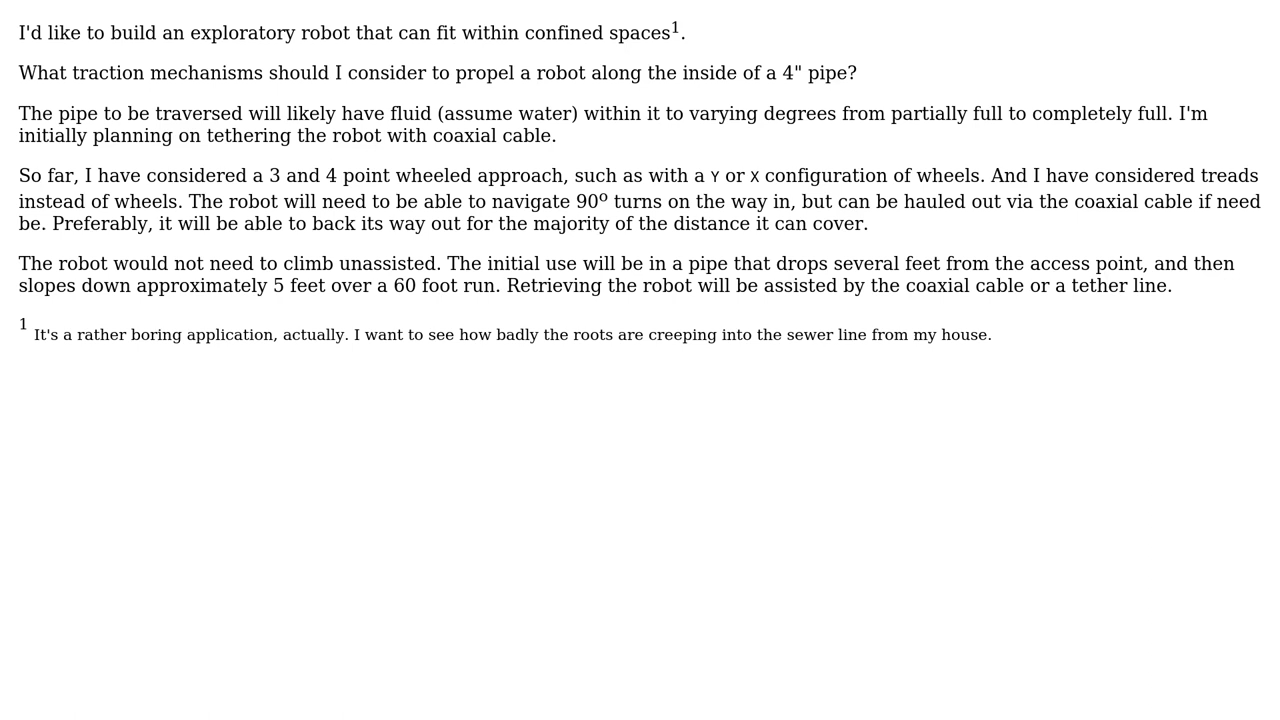 I'd like to build an exploratory robot that can fit within confined spaces1.
What traction mechanisms should I consider to propel a robot along the inside of a 4" pipe?
The pipe to be traversed will likely have fluid (assume water) within it to varying degrees from partially full to completely full. I'm
initially planning on tethering the robot with coaxial cable.
So far, I have considered a 3 and 4 point wheeled approach, such as with a Y or X configuration of wheels. And I have considered treads
instead of wheels. The robot will need to be able to navigate 90o turns on the way in, but can be hauled out via the coaxial cable if need
be. Preferably, it will be able to back its way out for the majority of the distance it can cover.
The robot would not need to climb unassisted. The initial use will be in a pipe that drops several feet from the access point, and then
slopes down approximately 5 feet over a 60 foot run. Retrieving the robot will be assisted by the coaxial cable or a tether line.
1 It's a rather boring application, actually. I want to see how badly the roots are creeping into the sewer line from my house.